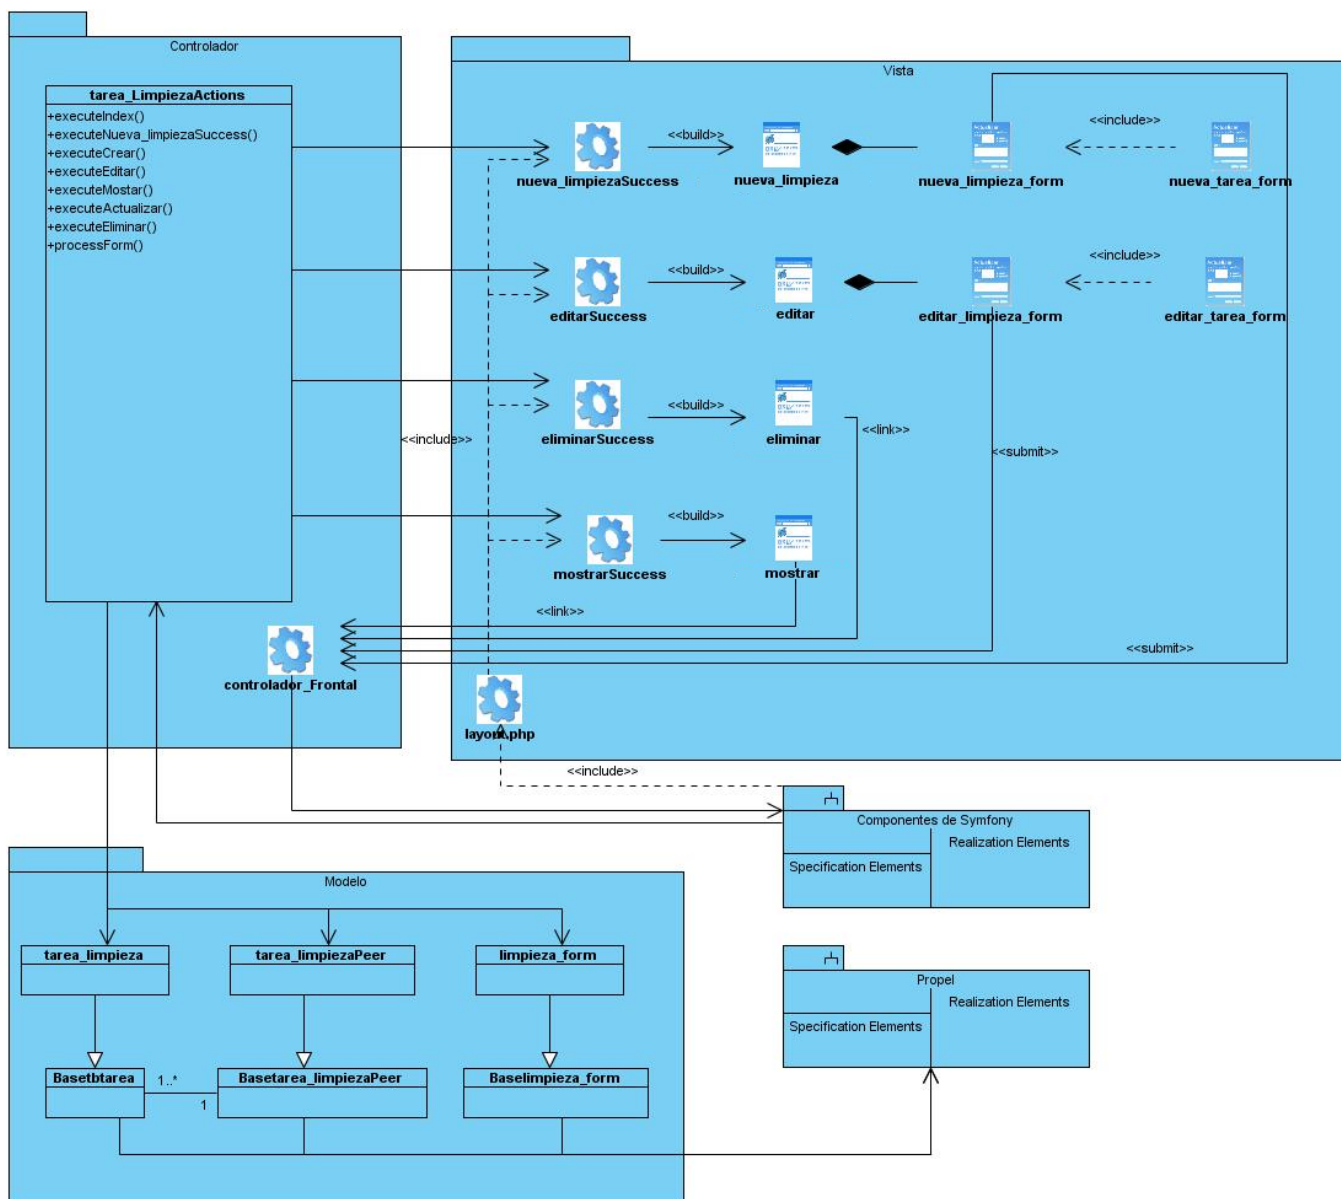 Controlador
tarea_LimpiezaActions
+executeIndex()
+executeNueva_limpiezaSuccess()
+executeCrear()
+executeEditar()
+executeMostar()
+executeActualizar()
+executeEliminar()
+processForm()
controlador_Frontal
<<include>>
Vista
nueva_limpiezaSuccess
<<build>>
nueva_limpieza
nueva_limpieza_form
<<include>>
nueva_tarea_form
editarSuccess
<<build>>
editar
editar_limpieza_form
<<include>>
editar_tarea_form
eliminarSuccess
<<build>>
eliminar
<<link>>
<<submit>>
mostrarSuccess
<<build>>
mostrar
<<link>>
<<submit>>
layout.php
<<include>>
Componentes de Symfony
Realization Elements
Specification Elements
Modelo
tarea_limpieza
tarea_limpiezaPeer
limpieza_form
Basetbtarea
1..*
1
Basetarea_limpiezaPeer
Baselimpieza_form
Propel
Realization Elements
Specification Elements